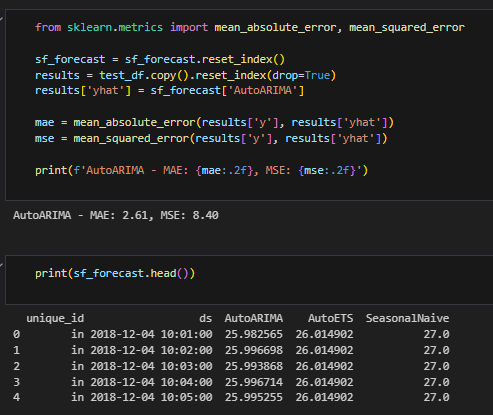 from sklearn.metrics import mean_absolute_error, mean_squared_error
sf_forecast = sf_forecast.reset_index()
results = test_df.copy().reset_index(drop=True)
results['yhat'] = sf_forecast['AutoARIMA']
mae = mean_absolute_error(results['y'], results['yhat'])
mse = mean_squared_error(results['y'], results['yhat'])
print(f'AutoARIMA - MAE: {mae:.2f}, MSE: {mse:.2f}')
AutoARIMA - MAE: 2.61, MSE: 8.40
print(sf_forecast.head())
unique_id ds AutoARIMA AutoETS SeasonalNaive
0 in 2018-12-04 10:01:00 25.982565 26.014902 27.0
1 in 2018-12-04 10:02:00 25.996698 26.014902 27.0
2 in 2018-12-04 10:03:00 25.993868 26.014902 27.0
3 in 2018-12-04 10:04:00 25.996714 26.014902 27.0
4 in 2018-12-04 10:05:00 25.995255 26.014902 27.0